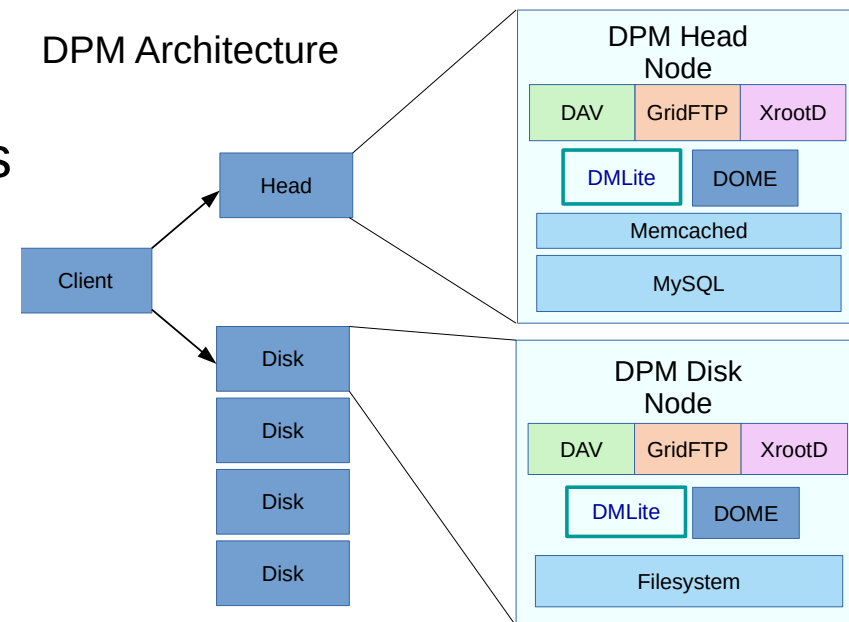 DPM Architecture
s
Client
Head
Disk
Disk
Disk
Disk
DPM Head
Node
DAV GridFTP XrootD
DMLite DOME
Memcached
MySQL
DPM Disk
Node
DAV GridFTP XrootD
DMLite DOME
Filesystem